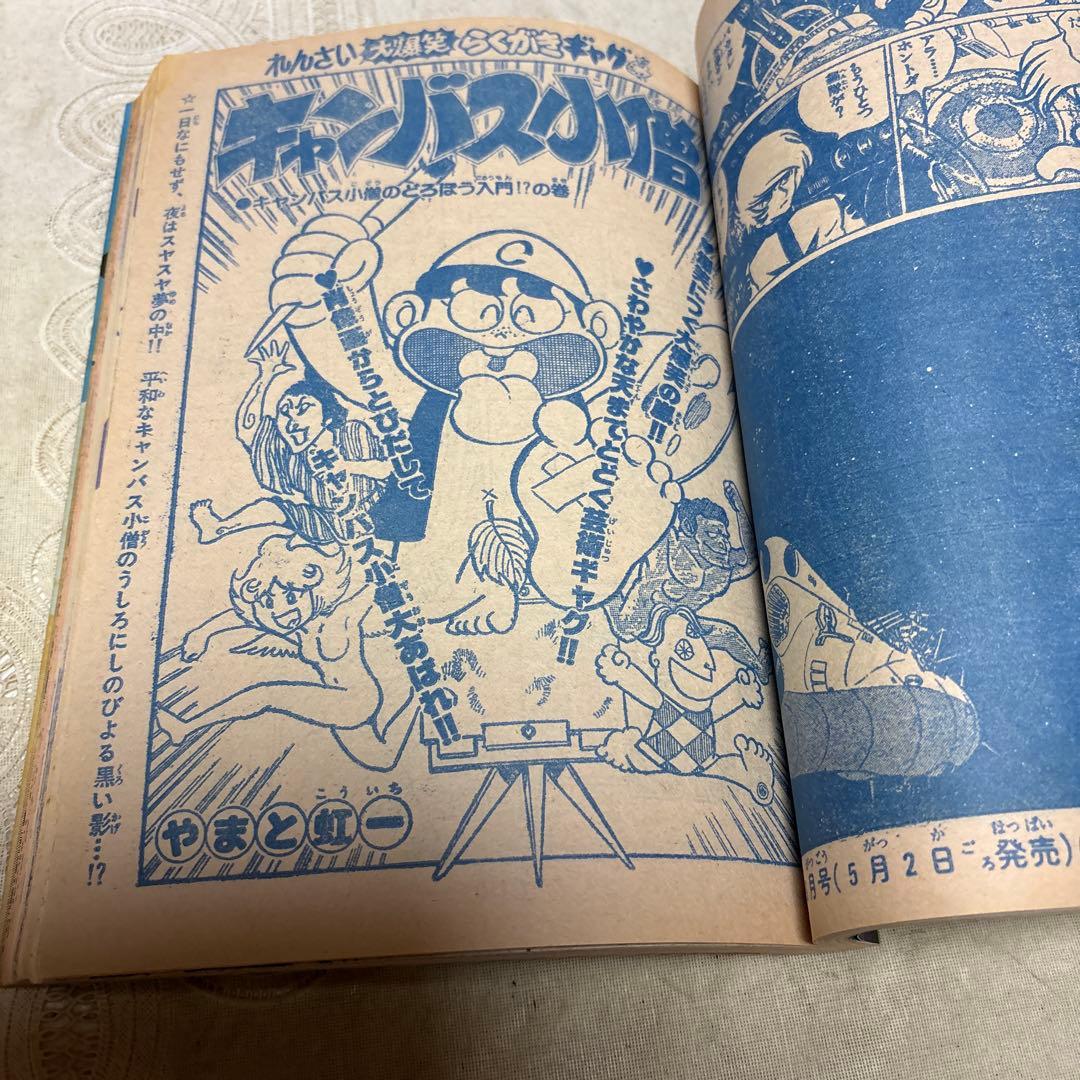 れんさい 大爆笑 らくがきギャグ
キャンバス小僧
●キャンバス小僧のどろぼう入門!?の巻
♥さわやかな天までとどく芸術ギャグ!!
からとびだして
キャンバス小僧大あばれ!!
やまと虹一
こういち
☆一日なにもせず、夜はスヤスヤ夢の中!! 平和なキャンバス小僧のうしろにしのびよる黒い影…!?
アラ……
ホントダ
もうひとつ
月号(5月2日ごろ発売)